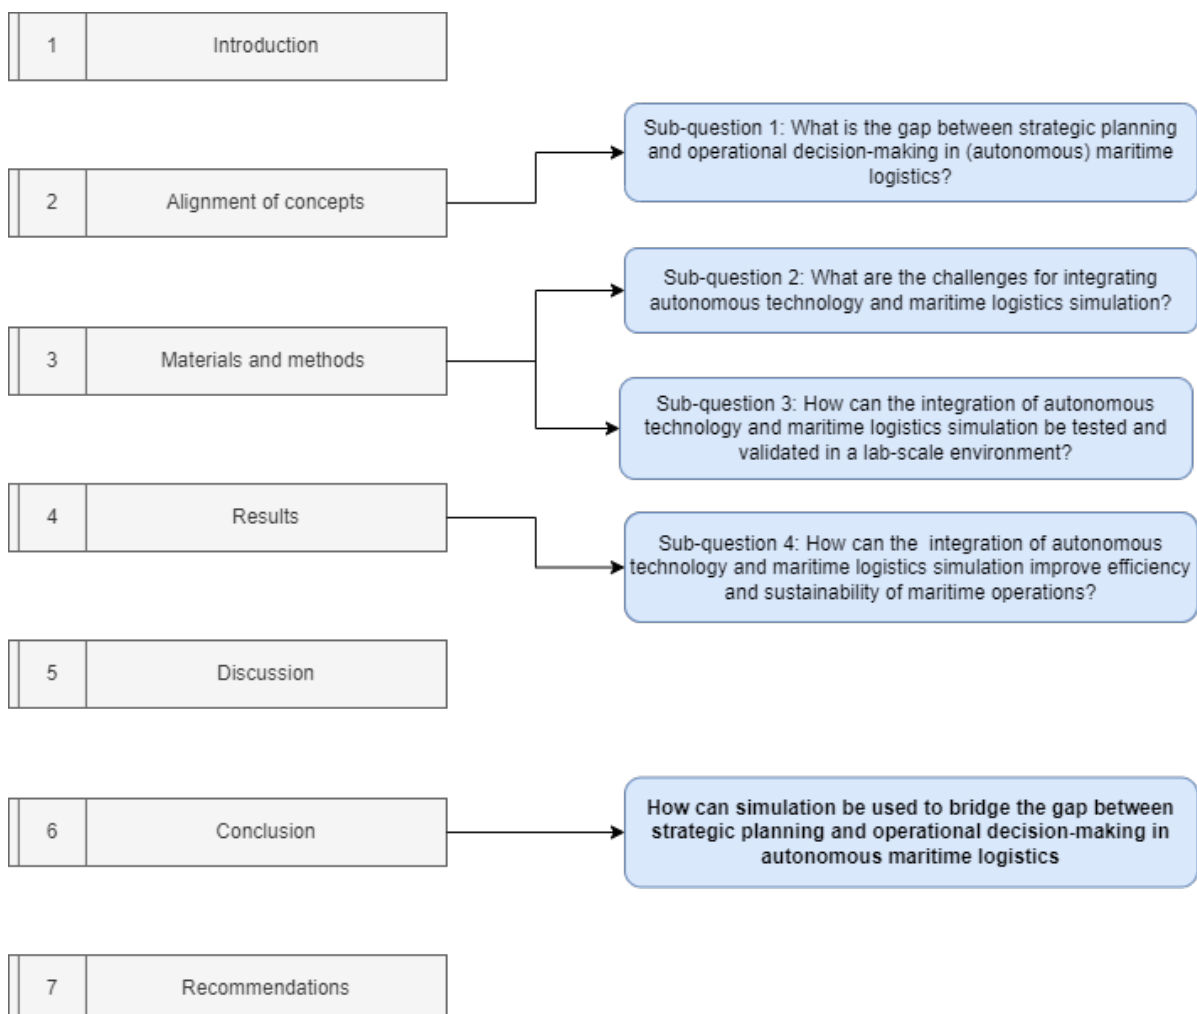 1 Introduction
Sub-question 1: What is the gap between strategic planning
and operational decision-making in (autonomous) maritime
logistics?
2 Alignment of concepts
Sub-question 2: What are the challenges for integrating
autonomous technology and maritime logistics simulation?
3 Materials and methods
Sub-question 3: How can the integration of autonomous
technology and maritime logistics simulation be tested and
validated in a lab-scale environment?
4 Results
Sub-question 4: How can the integration of autonomous
technology and maritime logistics simulation improve efficiency
and sustainability of maritime operations?
5 Discussion
6 Conclusion
How can simulation be used to bridge the gap between
strategic planning and operational decision-making in
autonomous maritime logistics
7 Recommendations